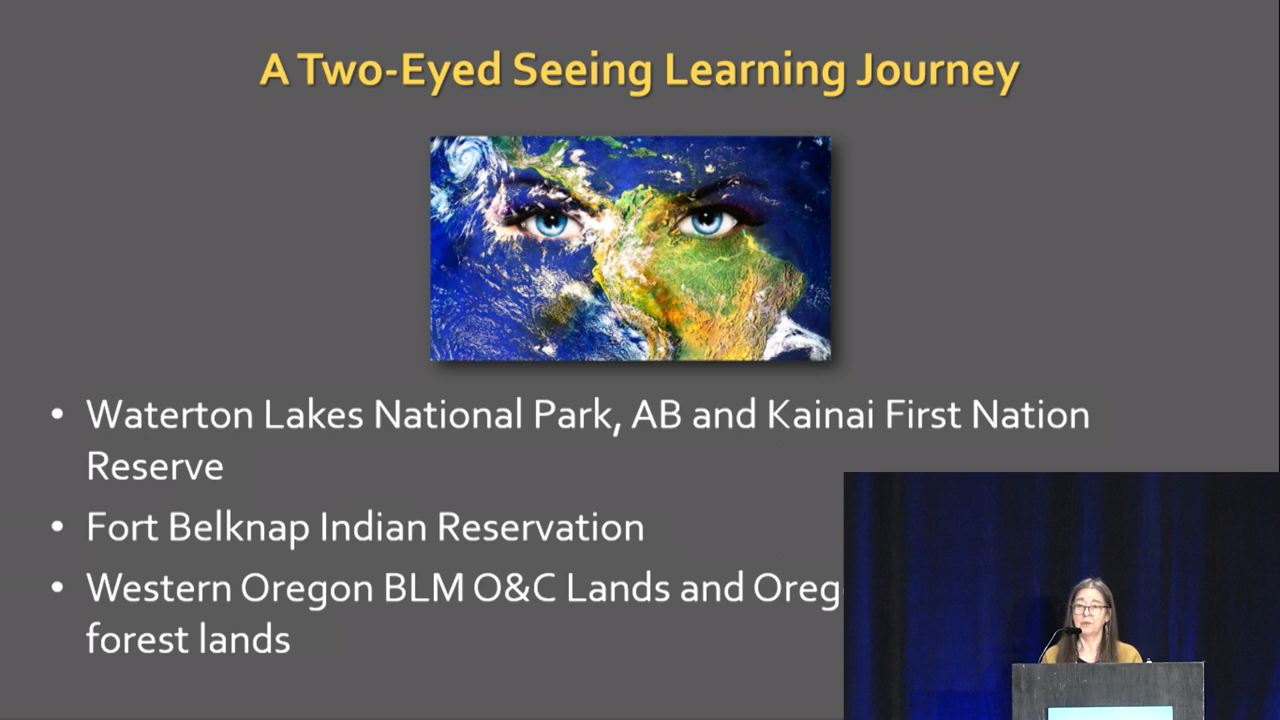 A Two-Eyed Seeing Learning Journey
• Waterton Lakes National Park, AB and Kainai First Nation
Reserve
• Fort Belknap Indian Reservation
• Western Oregon BLM O&C Lands and
forest lands